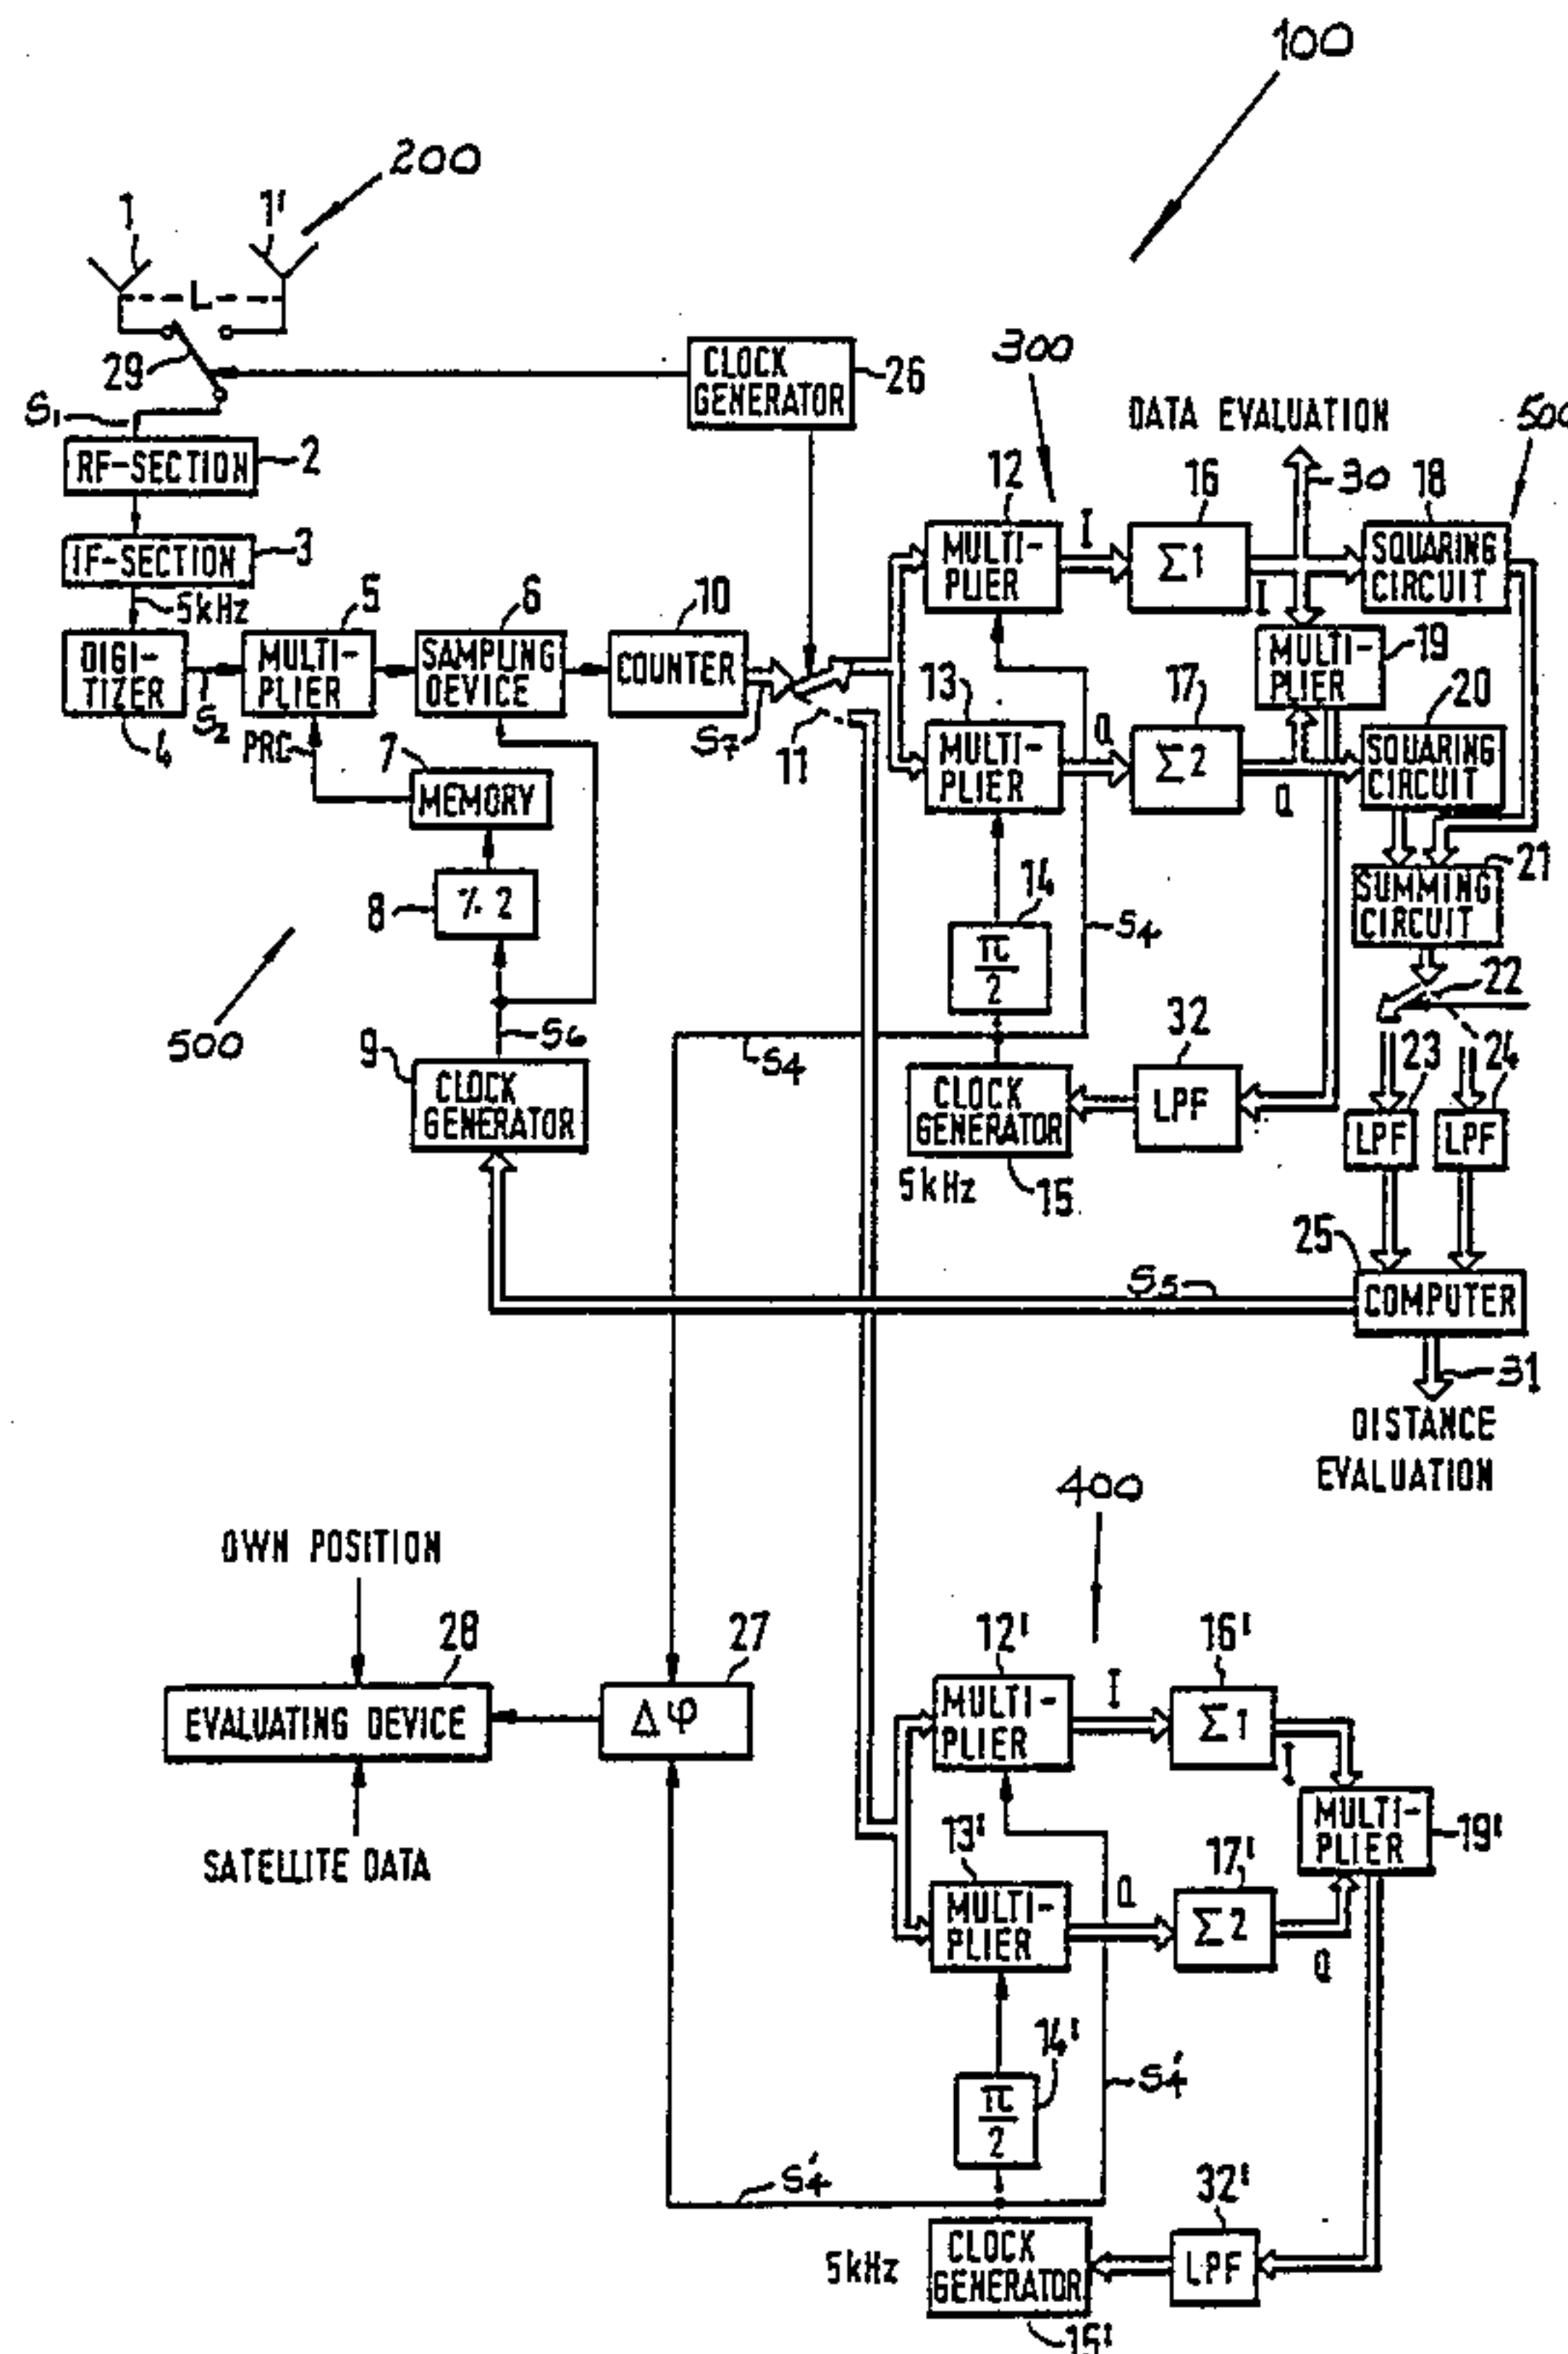 100
200
1
1'
L
29
CLOCK
GENERATOR
26
S1
RF-SECTION
2
IF-SECTION
3
5kHz
DIGI-
TIZER
4
S2
MULTI-
PLIER
5
PRC
SAMPLING
DEVICE
6
COUNTER
10
S7
11
MEMORY
7
%2
8
500
S6
CLOCK
GENERATOR
9
300
DATA EVALUATION
30
500
MULTI-
PLIER
12
I
Σ1
16
I
SQUARING
CIRCUIT
18
MULTI-
PLIER
19
MULTI-
PLIER
13
Q
Σ2
17
Q
SQUARING
CIRCUIT
20
SUMMING
CIRCUIT
21
π
2
14
S4
S4
22
CLOCK
GENERATOR
5kHz
15
LPF
32
LPF
23
LPF
24
COMPUTER
25
S5
31
DISTANCE
EVALUATION
OWN POSITION
EVALUATING DEVICE
28
SATELLITE DATA
Δφ
27
400
MULTI-
PLIER
12'
I
Σ1
16'
I
MULTI-
PLIER
19'
MULTI-
PLIER
13'
Q
Σ2
17'
Q
π
2
14'
S4'
S4'
5kHz
CLOCK
GENERATOR
15'
LPF
32'